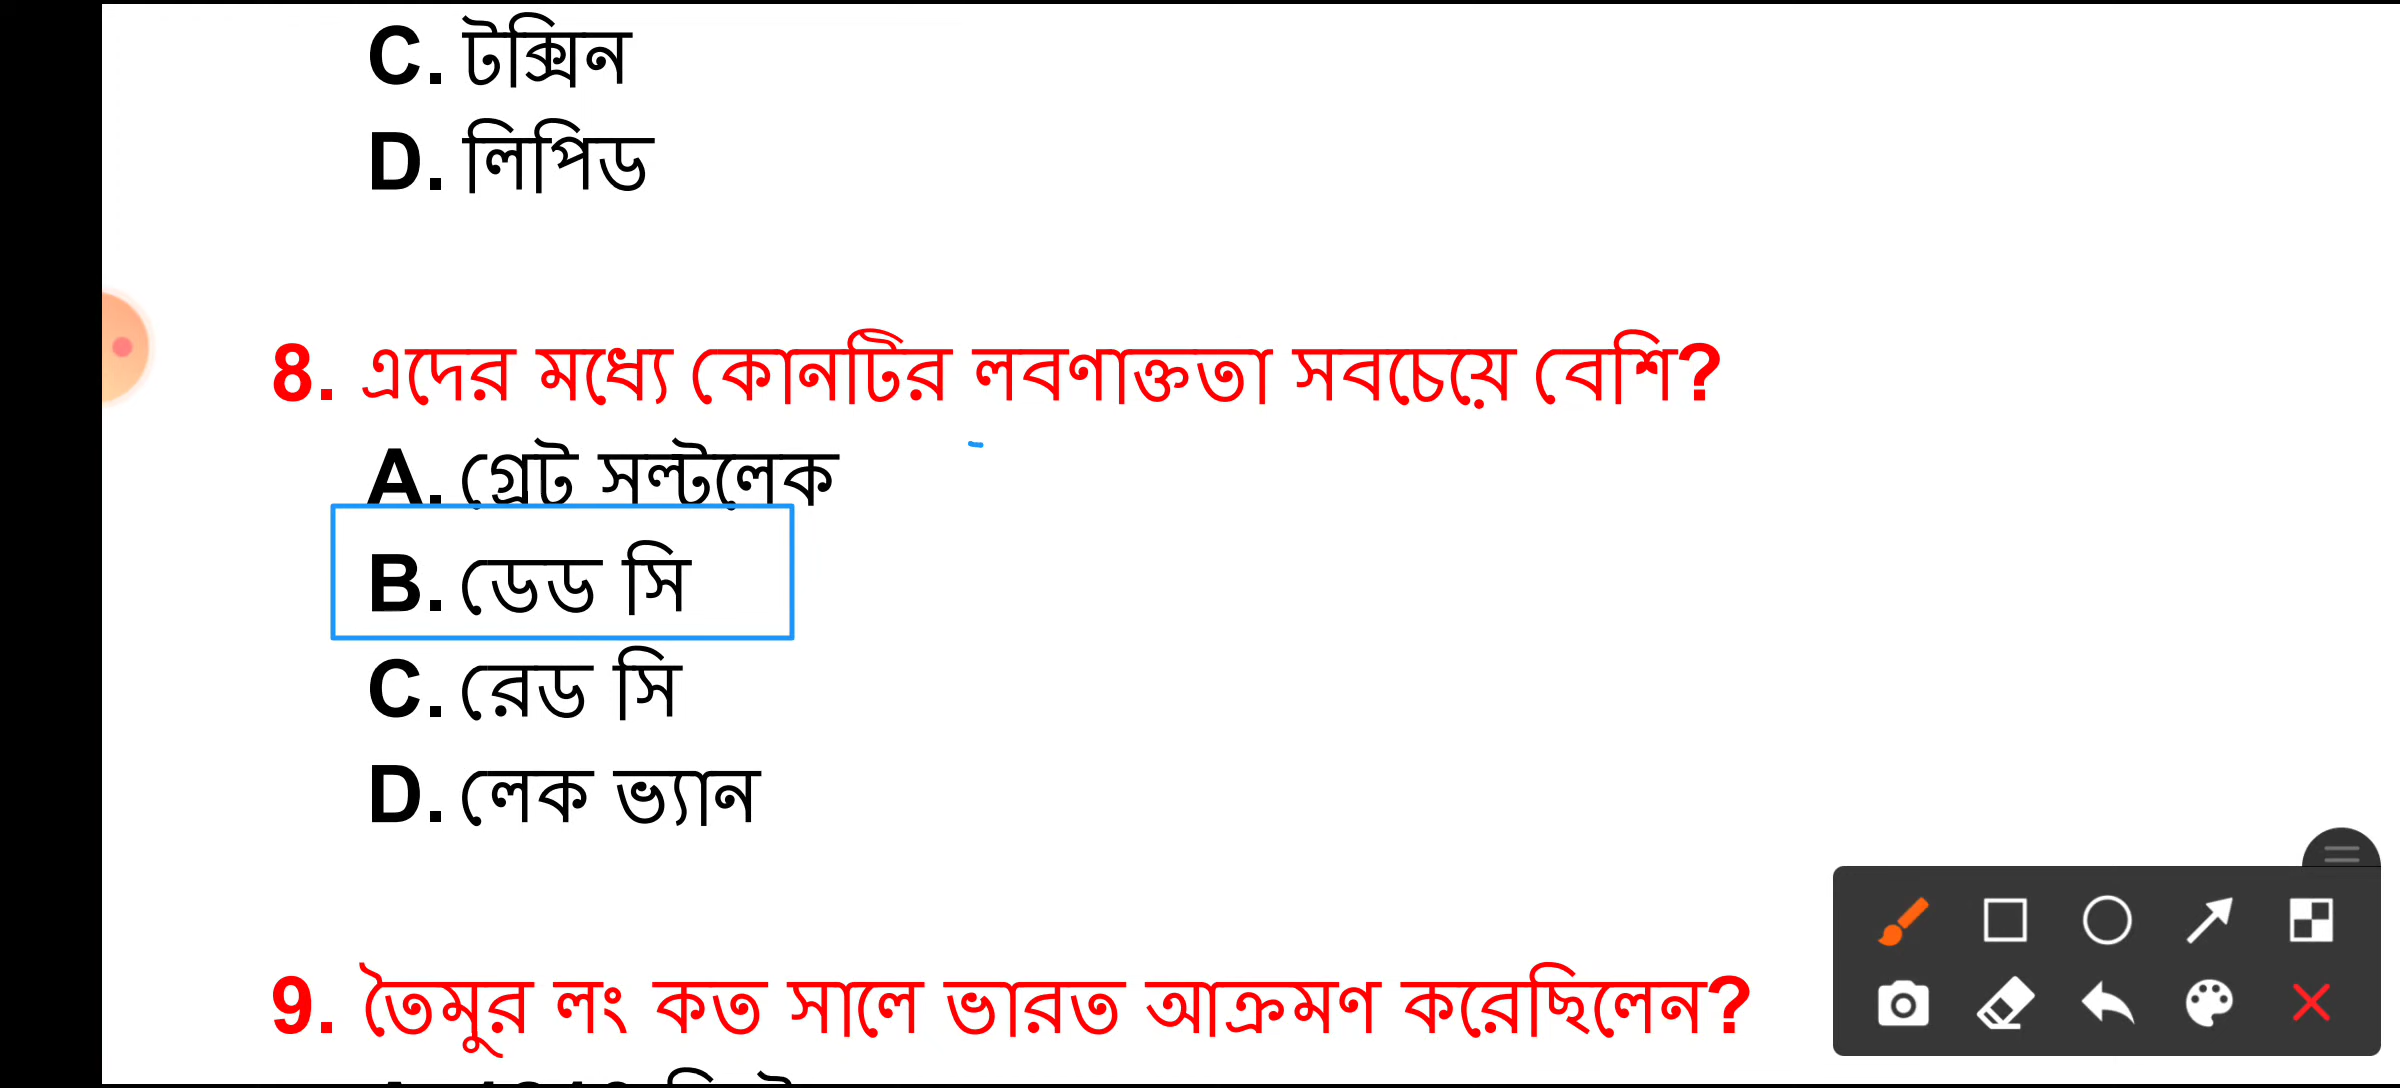 C. টক্সিন
D. লিপিড
8. এদের মধ্যে কোনটির লবণাক্ততা সবচেয়ে বেশি?
A. গ্রেট সল্টলেক
B. ডেড সি
C. রেড সি
D. লেক ভ্যান
9. তৈমুর লং কত সালে ভারত আক্রমণ করেছিলেন?